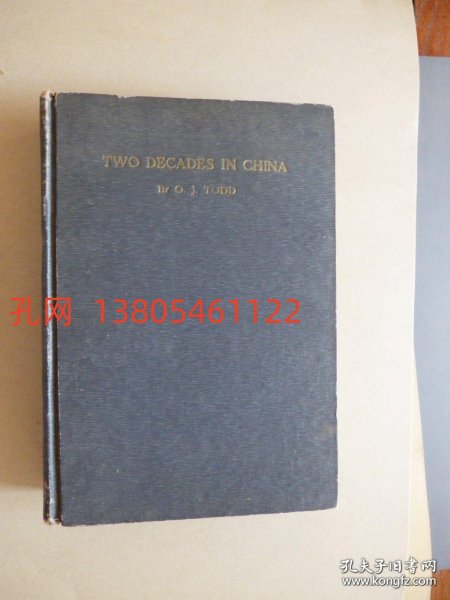 TWO DECADES IN CHINA
BY O. J. TODD
孔网 13805461122
孔夫子旧书网
www.kongfz.com